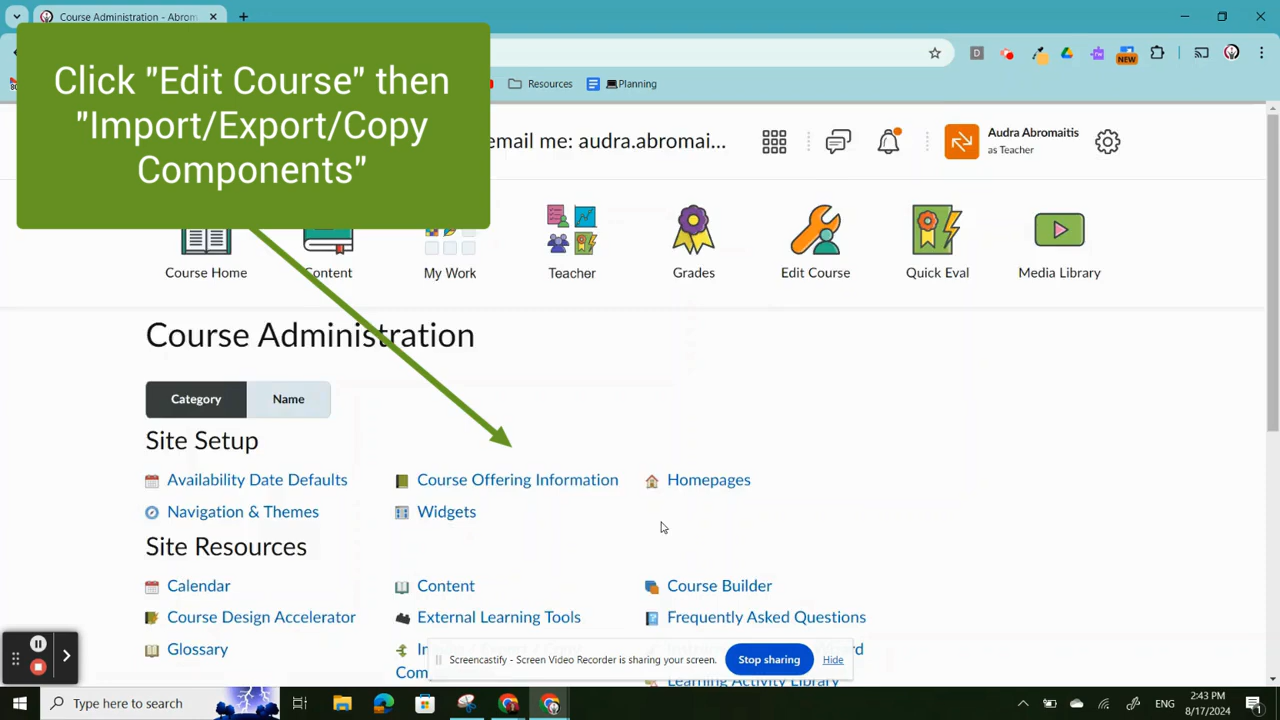 Course Administration - Abrom
Click "Edit Course" then
"Import/Export/Copy
Components"
NEW
Resources
Planning
email me: audra.abromai...
Audra Abromaitis
as Teacher
Course Home
Content
My Work
Teacher
Grades
Edit Course
Quick Eval
Media Library
Course Administration
Category
Name
Site Setup
Availability Date Defaults
Course Offering Information
Homepages
Navigation & Themes
Widgets
Site Resources
Calendar
Content
Course Builder
Course Design Accelerator
External Learning Tools
Frequently Asked Questions
Glossary
Screencastify - Screen Video Recorder is sharing your screen.
Stop sharing
Hide
Learning Activity Library
Type here to search
ENG
2:43 PM
8/17/2024